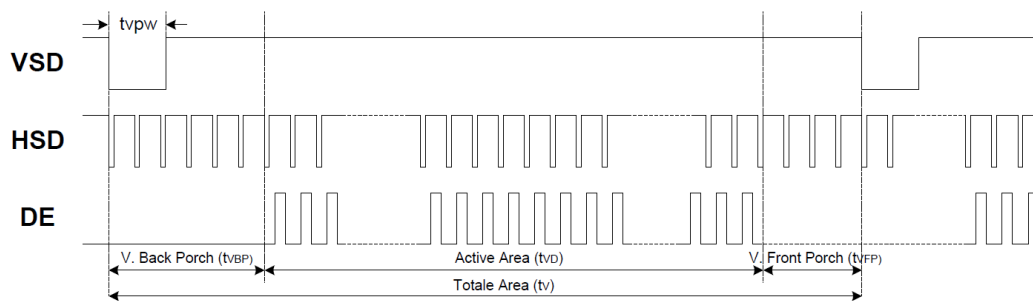 tvpw
VSD
HSD
DE
V. Back Porch (tVBP)
Active Area (tVD)
V. Front Porch (tVFP)
Totale Area (tV)